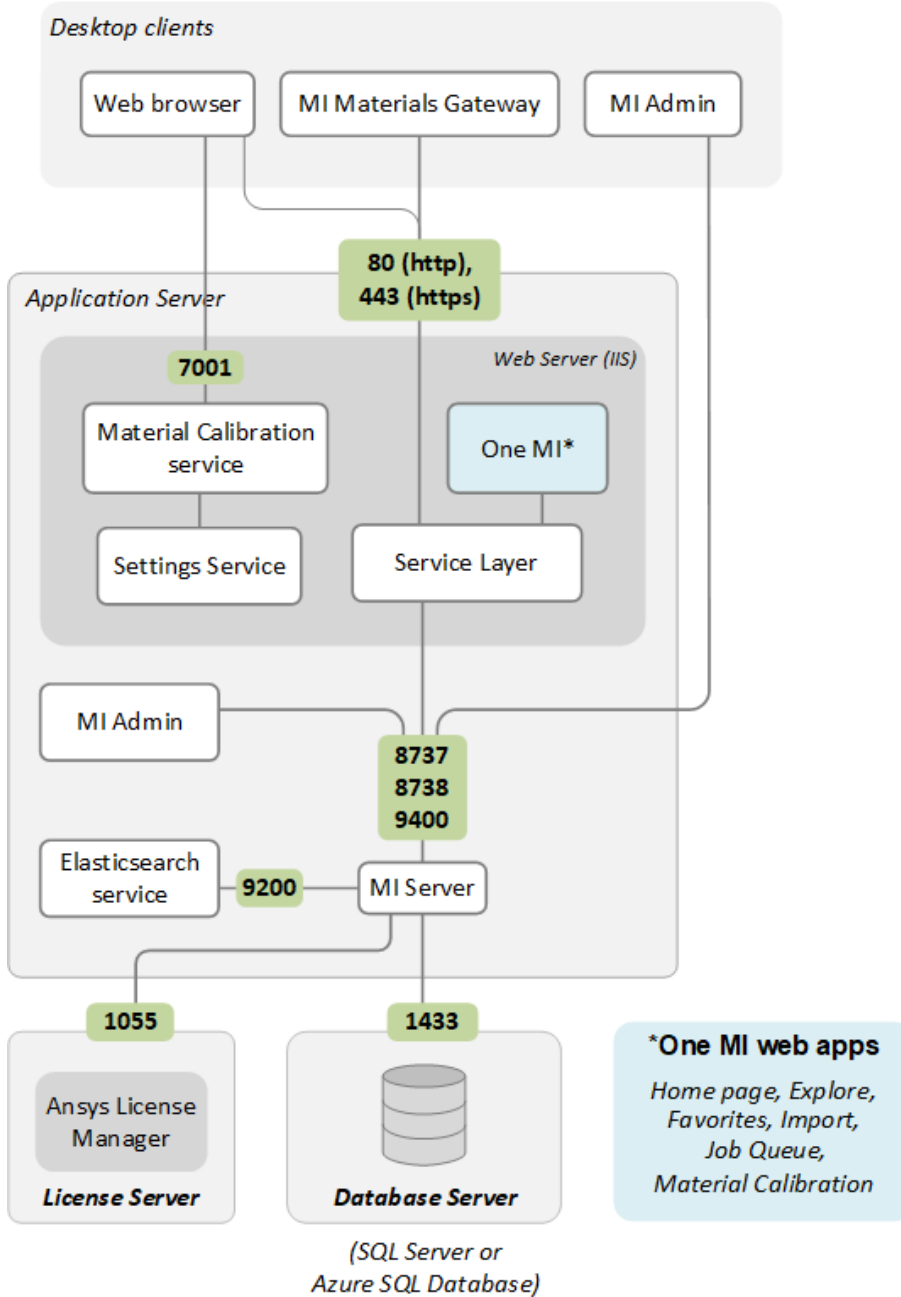 Desktop clients
Web browser
MI Materials Gateway
MI Admin
80 (http),
443 (https)
Application Server
Web Server (IIS)
7001
Material Calibration
service
One MI*
Settings Service
Service Layer
MI Admin
8737
8738
9400
Elasticsearch
service
9200
MI Server
1055
1433
Ansys License
Manager
License Server
Database Server
(SQL Server or
Azure SQL Database)
*One MI web apps
Home page, Explore,
Favorites, Import,
Job Queue,
Material Calibration